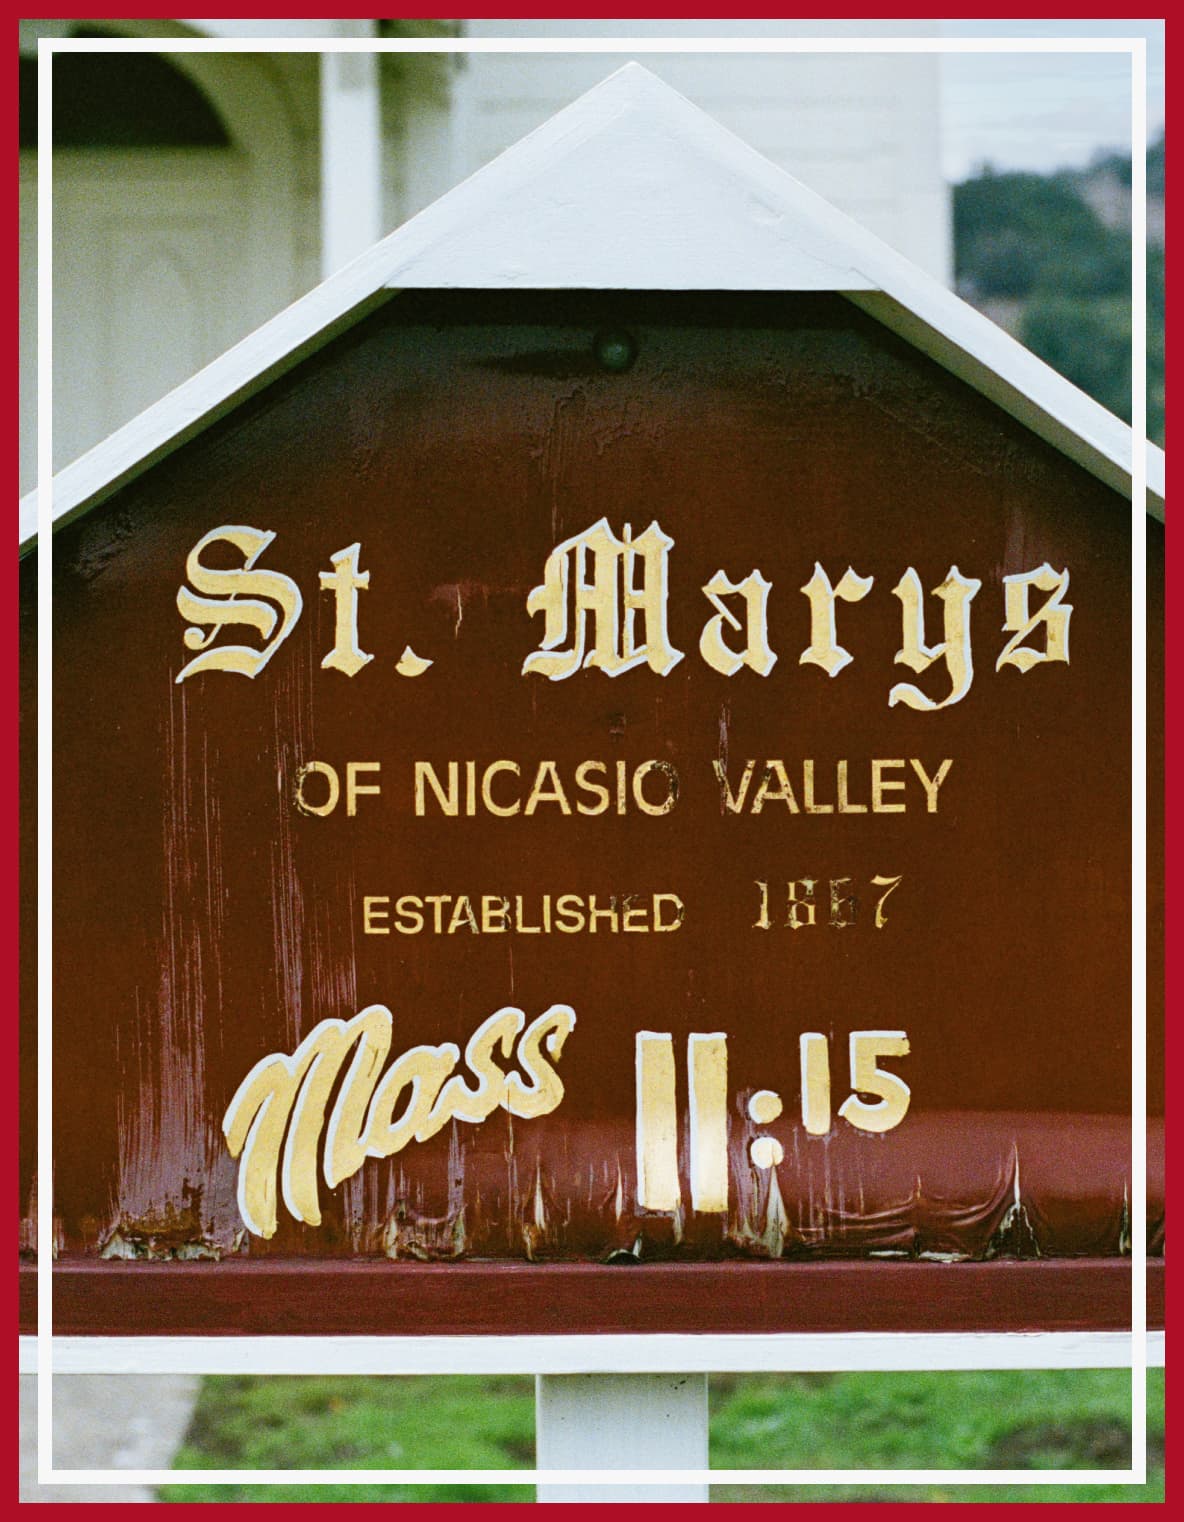 St. Marys
OF NICASIO VALLEY
ESTABLISHED 1867
Mass 11:15